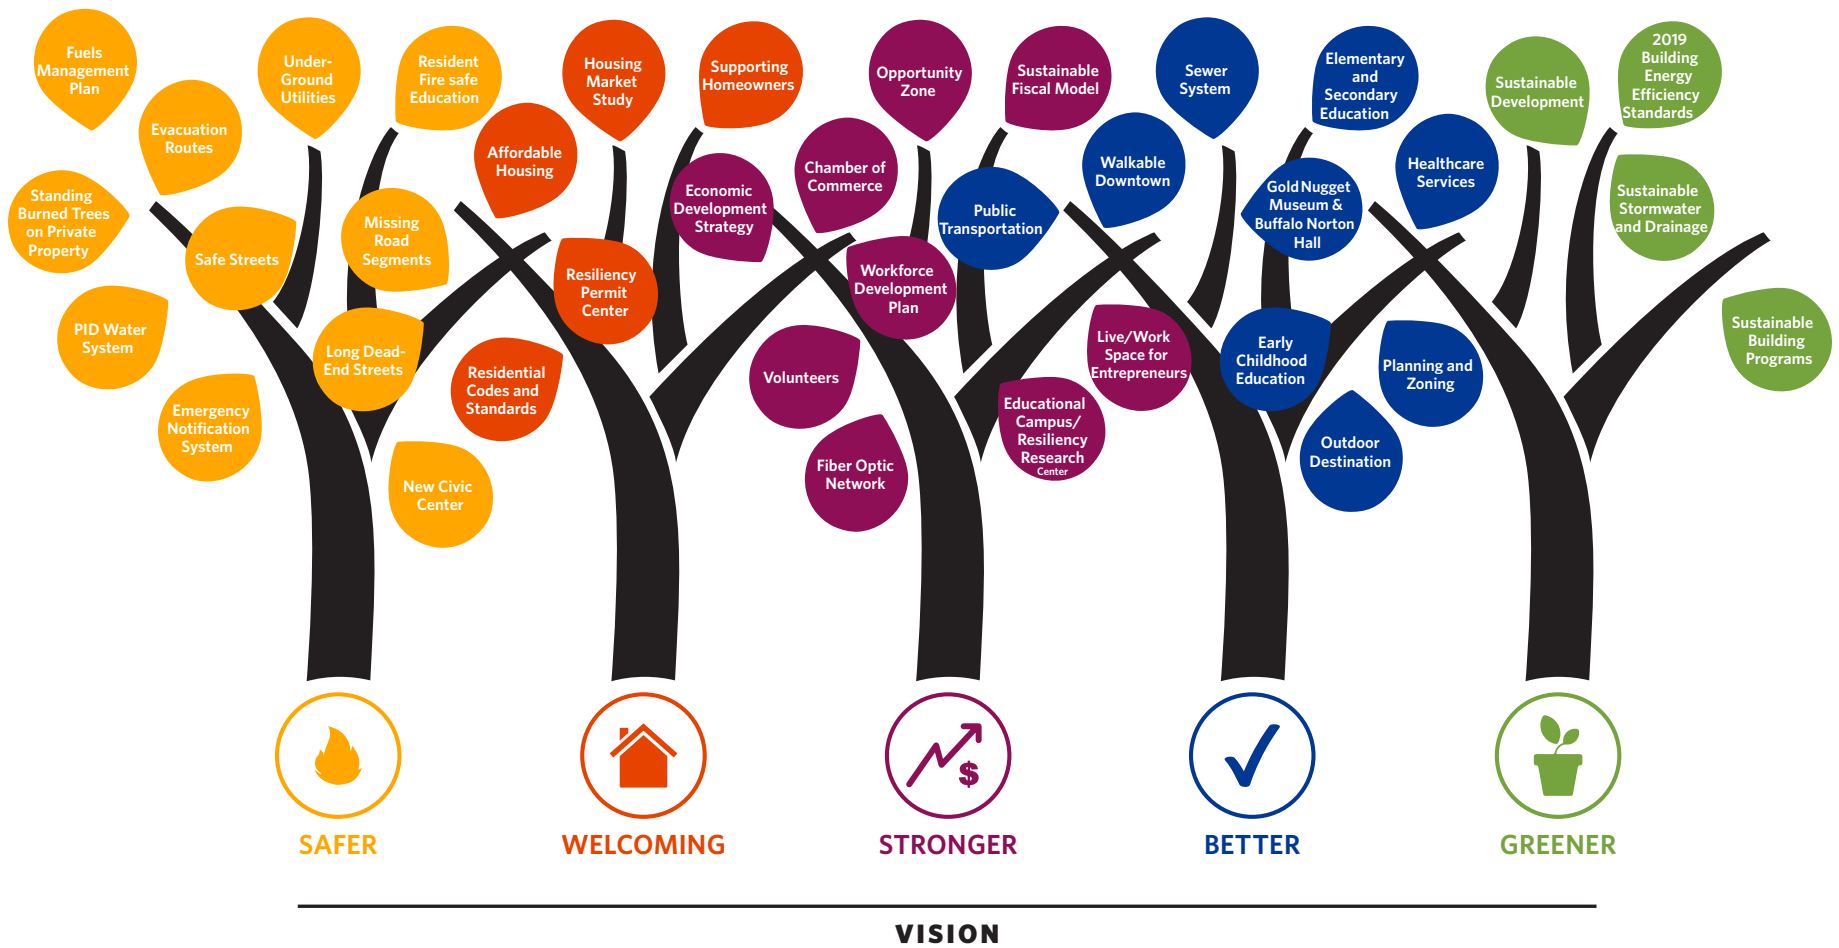 Fuels
Management
Plan
Evacuation
Routes
Under-
Ground
Utilities
Resident
Fire safe
Education
Standing
Burned Trees
on Private
Property
Safe Streets
Missing
Road
Segments
PID Water
System
Long Dead-
End Streets
Emergency
Notification
System
New Civic
Center
Housing
Market
Study
Supporting
Homeowners
Affordable
Housing
Resiliency
Permit
Center
Residential
Codes and
Standards
Opportunity
Zone
Sustainable
Fiscal Model
Economic
Development
Strategy
Chamber of
Commerce
Workforce
Development
Plan
Volunteers
Live/Work
Space for
Entrepreneurs
Educational
Campus/
Resiliency
Research
Center
Fiber Optic
Network
Sewer
System
Elementary
and
Secondary
Education
Walkable
Downtown
Healthcare
Services
Public
Transportation
Gold Nugget
Museum &
Buffalo Norton
Hall
Early
Childhood
Education
Planning and
Zoning
Outdoor
Destination
Sustainable
Development
2019
Building
Energy
Efficiency
Standards
Sustainable
Stormwater
and Drainage
Sustainable
Building
Programs
$
SAFER
WELCOMING
STRONGER
BETTER
GREENER
VISION